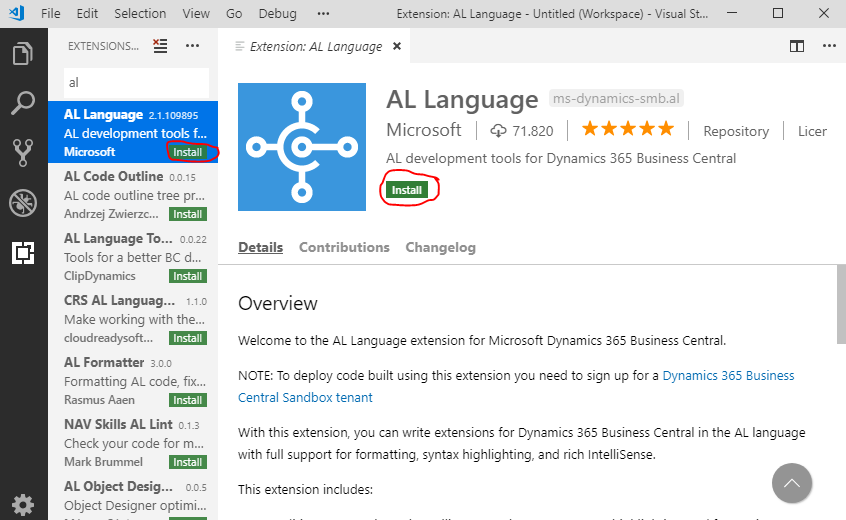 File Edit Selection View Go Debug ••• Extension: AL Language - Untitled (Workspace) - Visual St...
EXTENSIONS... •••
Extension: AL Language
al
AL Language 2.1.109895
AL development tools f...
Microsoft Install
AL Code Outline 0.0.15
AL code outline tree pr...
Andrzej Zwierzc... Install
AL Language To... 0.0.22
Tools for a better BC d...
ClipDynamics Install
CRS AL Languag... 1.1.0
Make working with the...
cloudreadysoft... Install
AL Formatter 3.0.0
Formatting AL code, fix...
Rasmus Aaen Install
NAV Skills AL Lint 0.1.3
Check your code for m...
Mark Brummel Install
AL Object Desig... 0.0.5
Object Designer optimi...
AL Language ms-dynamics-smb.al
Microsoft 71.820 Repository Licer
AL development tools for Dynamics 365 Business Central
Install
Details Contributions Changelog
Overview
Welcome to the AL Language extension for Microsoft Dynamics 365 Business Central.
NOTE: To deploy code built using this extension you need to sign up for a Dynamics 365 Business
Central Sandbox tenant
With this extension, you can write extensions for Dynamics 365 Business Central in the AL language
with full support for formatting, syntax highlighting, and rich IntelliSense.
This extension includes: